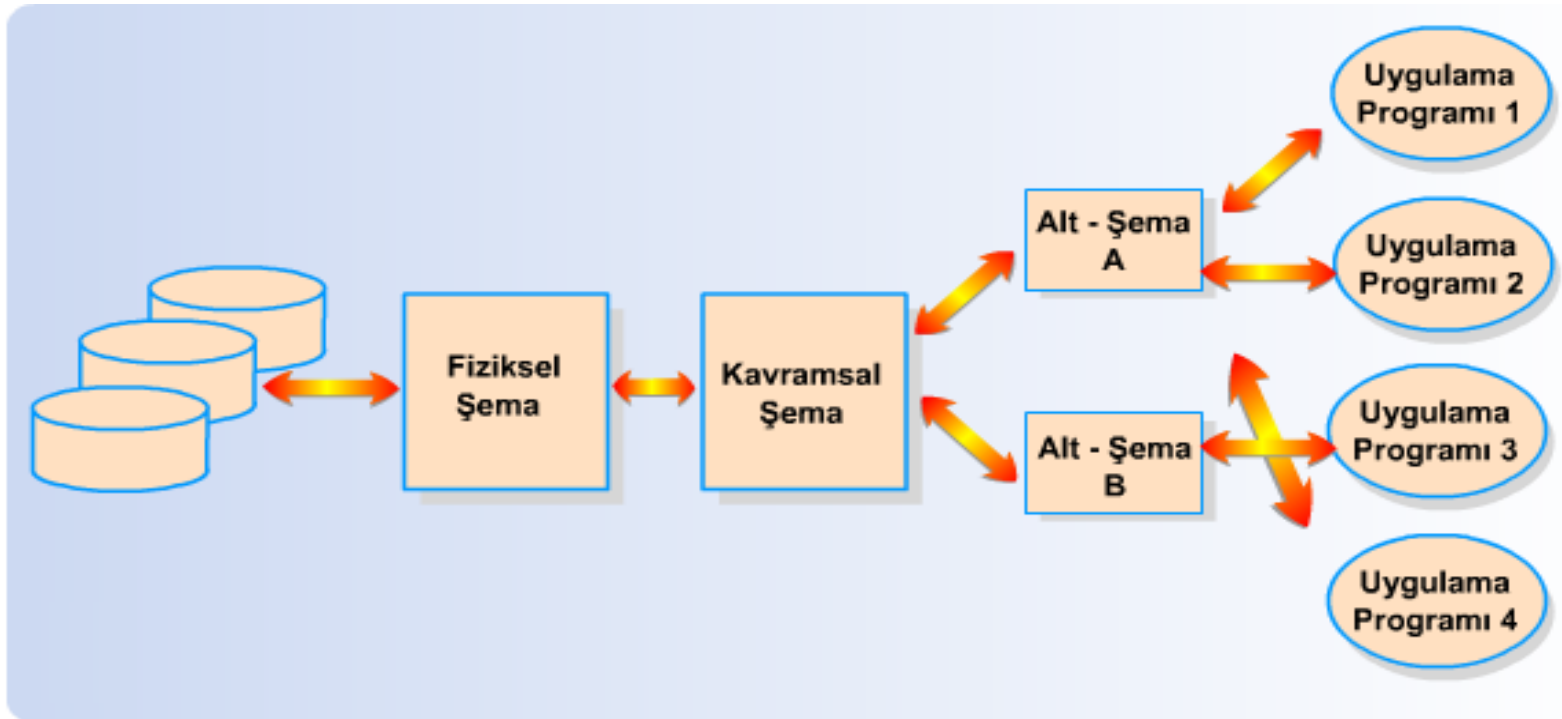 Fiziksel
Şema
Kavramsal
Şema
Alt - Şema
A
Alt - Şema
B
Uygulama
Programı 1
Uygulama
Programı 2
Uygulama
Programı 3
Uygulama
Programı 4